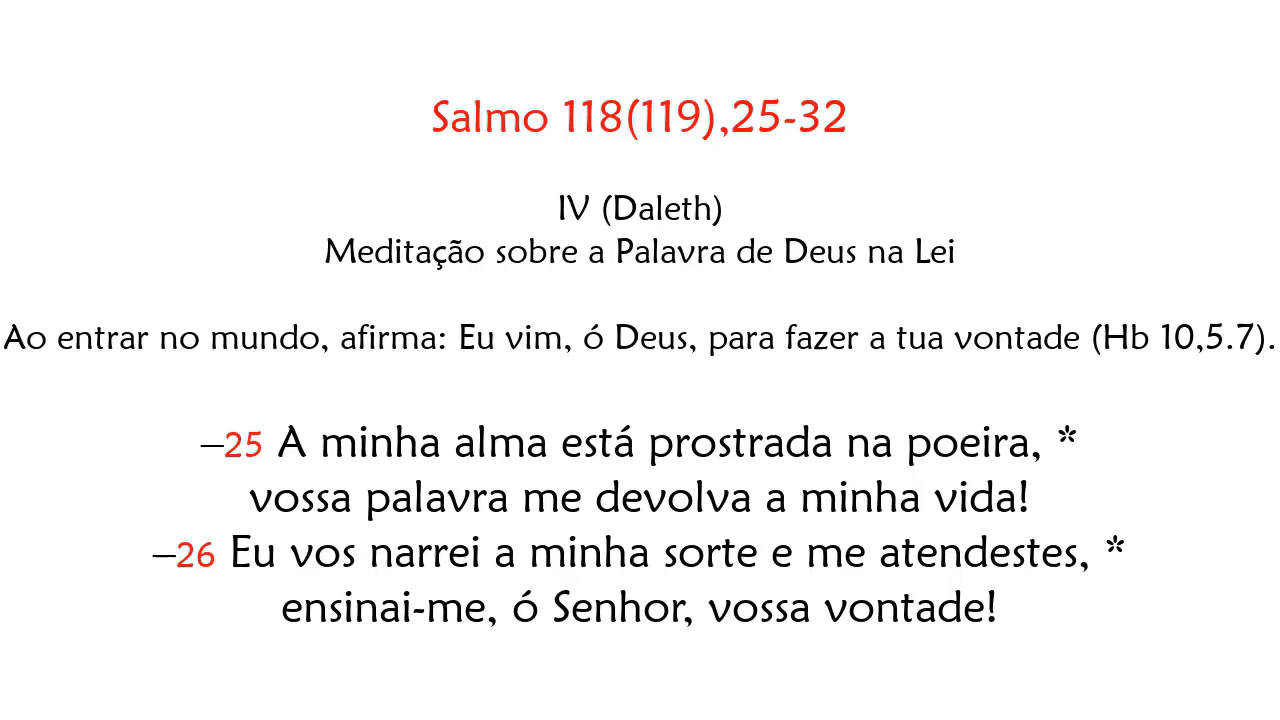 Salmo 118(119),25-32
IV (Daleth)
Meditação sobre a Palavra de Deus na Lei
Ao entrar no mundo, afirma: Eu vim, ó Deus, para fazer a tua vontade (Hb 10,5.7).
–25 A minha alma está prostrada na poeira, *
vossa palavra me devolva a minha vida!
–26 Eu vos narrei a minha sorte e me atendestes, *
ensinai-me, ó Senhor, vossa vontade!